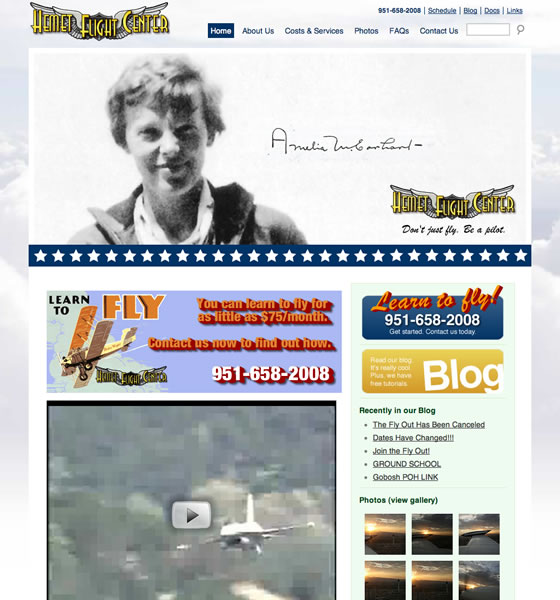 HEMET FLIGHT CENTER
951-658-2008 | Schedule | Blog | Docs | Links
Home About Us Costs & Services Photos FAQs Contact Us
Amelia M. Earhart
HEMET FLIGHT CENTER
Don't just fly. Be a pilot.
LEARN TO FLY
You can learn to fly for
as little as $75/month.
Contact us now to find out how.
HEMET FLIGHT CENTER
951-658-2008
Learn to fly!
951-658-2008
Get started. Contact us today
Read our blog.
It's really cool.
Plus, we have
free tutorials.
Blog
Recently in our Blog
The Fly Out Has Been Canceled
Dates Have Changed!!!
Join the Fly Out!
GROUND SCHOOL
Gobosh POH LINK
Photos (view gallery)